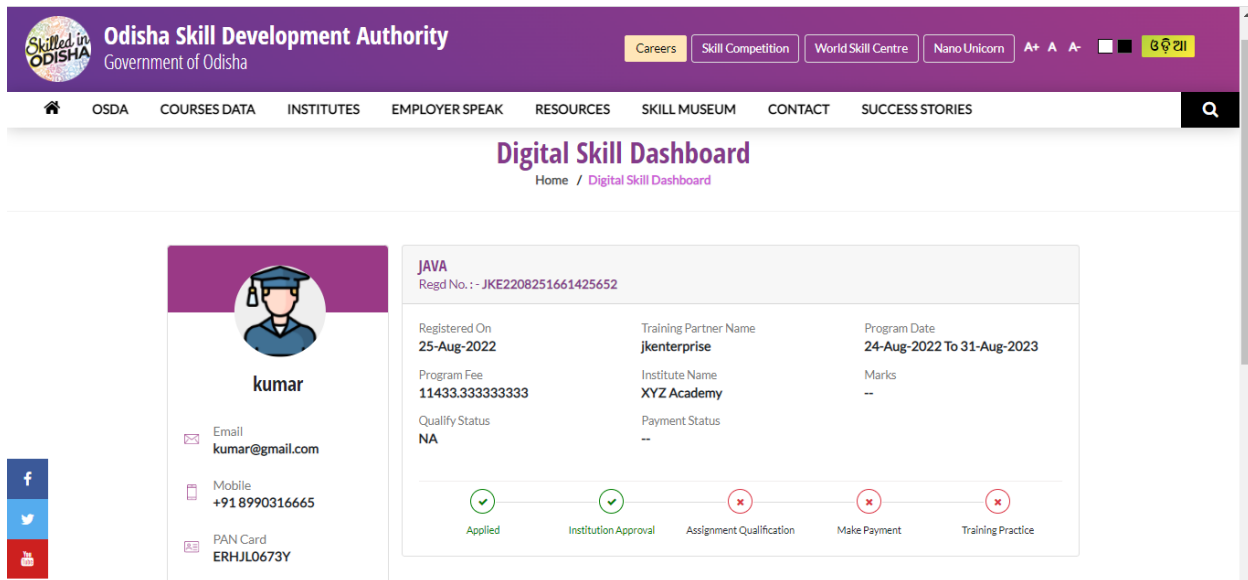 Skilled in
ODISHA
Odisha Skill Development Authority
Government of Odisha
Careers
Skill Competition
World Skill Centre
Nano Unicorn
A+ A A-
ଓଡ଼ିଆ
OSDA
COURSES DATA
INSTITUTES
EMPLOYER SPEAK
RESOURCES
SKILL MUSEUM
CONTACT
SUCCESS STORIES
Digital Skill Dashboard
Home / Digital Skill Dashboard
kumar
Email
kumar@gmail.com
Mobile
+91 8990316665
PAN Card
ERHJL0673Y
JAVA
Regd No. : - JKE2208251661425652
Registered On
25-Aug-2022
Training Partner Name
jkenterprise
Program Date
24-Aug-2022 To 31-Aug-2023
Program Fee
11433.333333333
Institute Name
XYZ Academy
Marks
--
Qualify Status
NA
Payment Status
--
Applied
Institution Approval
Assignment Qualification
Make Payment
Training Practice